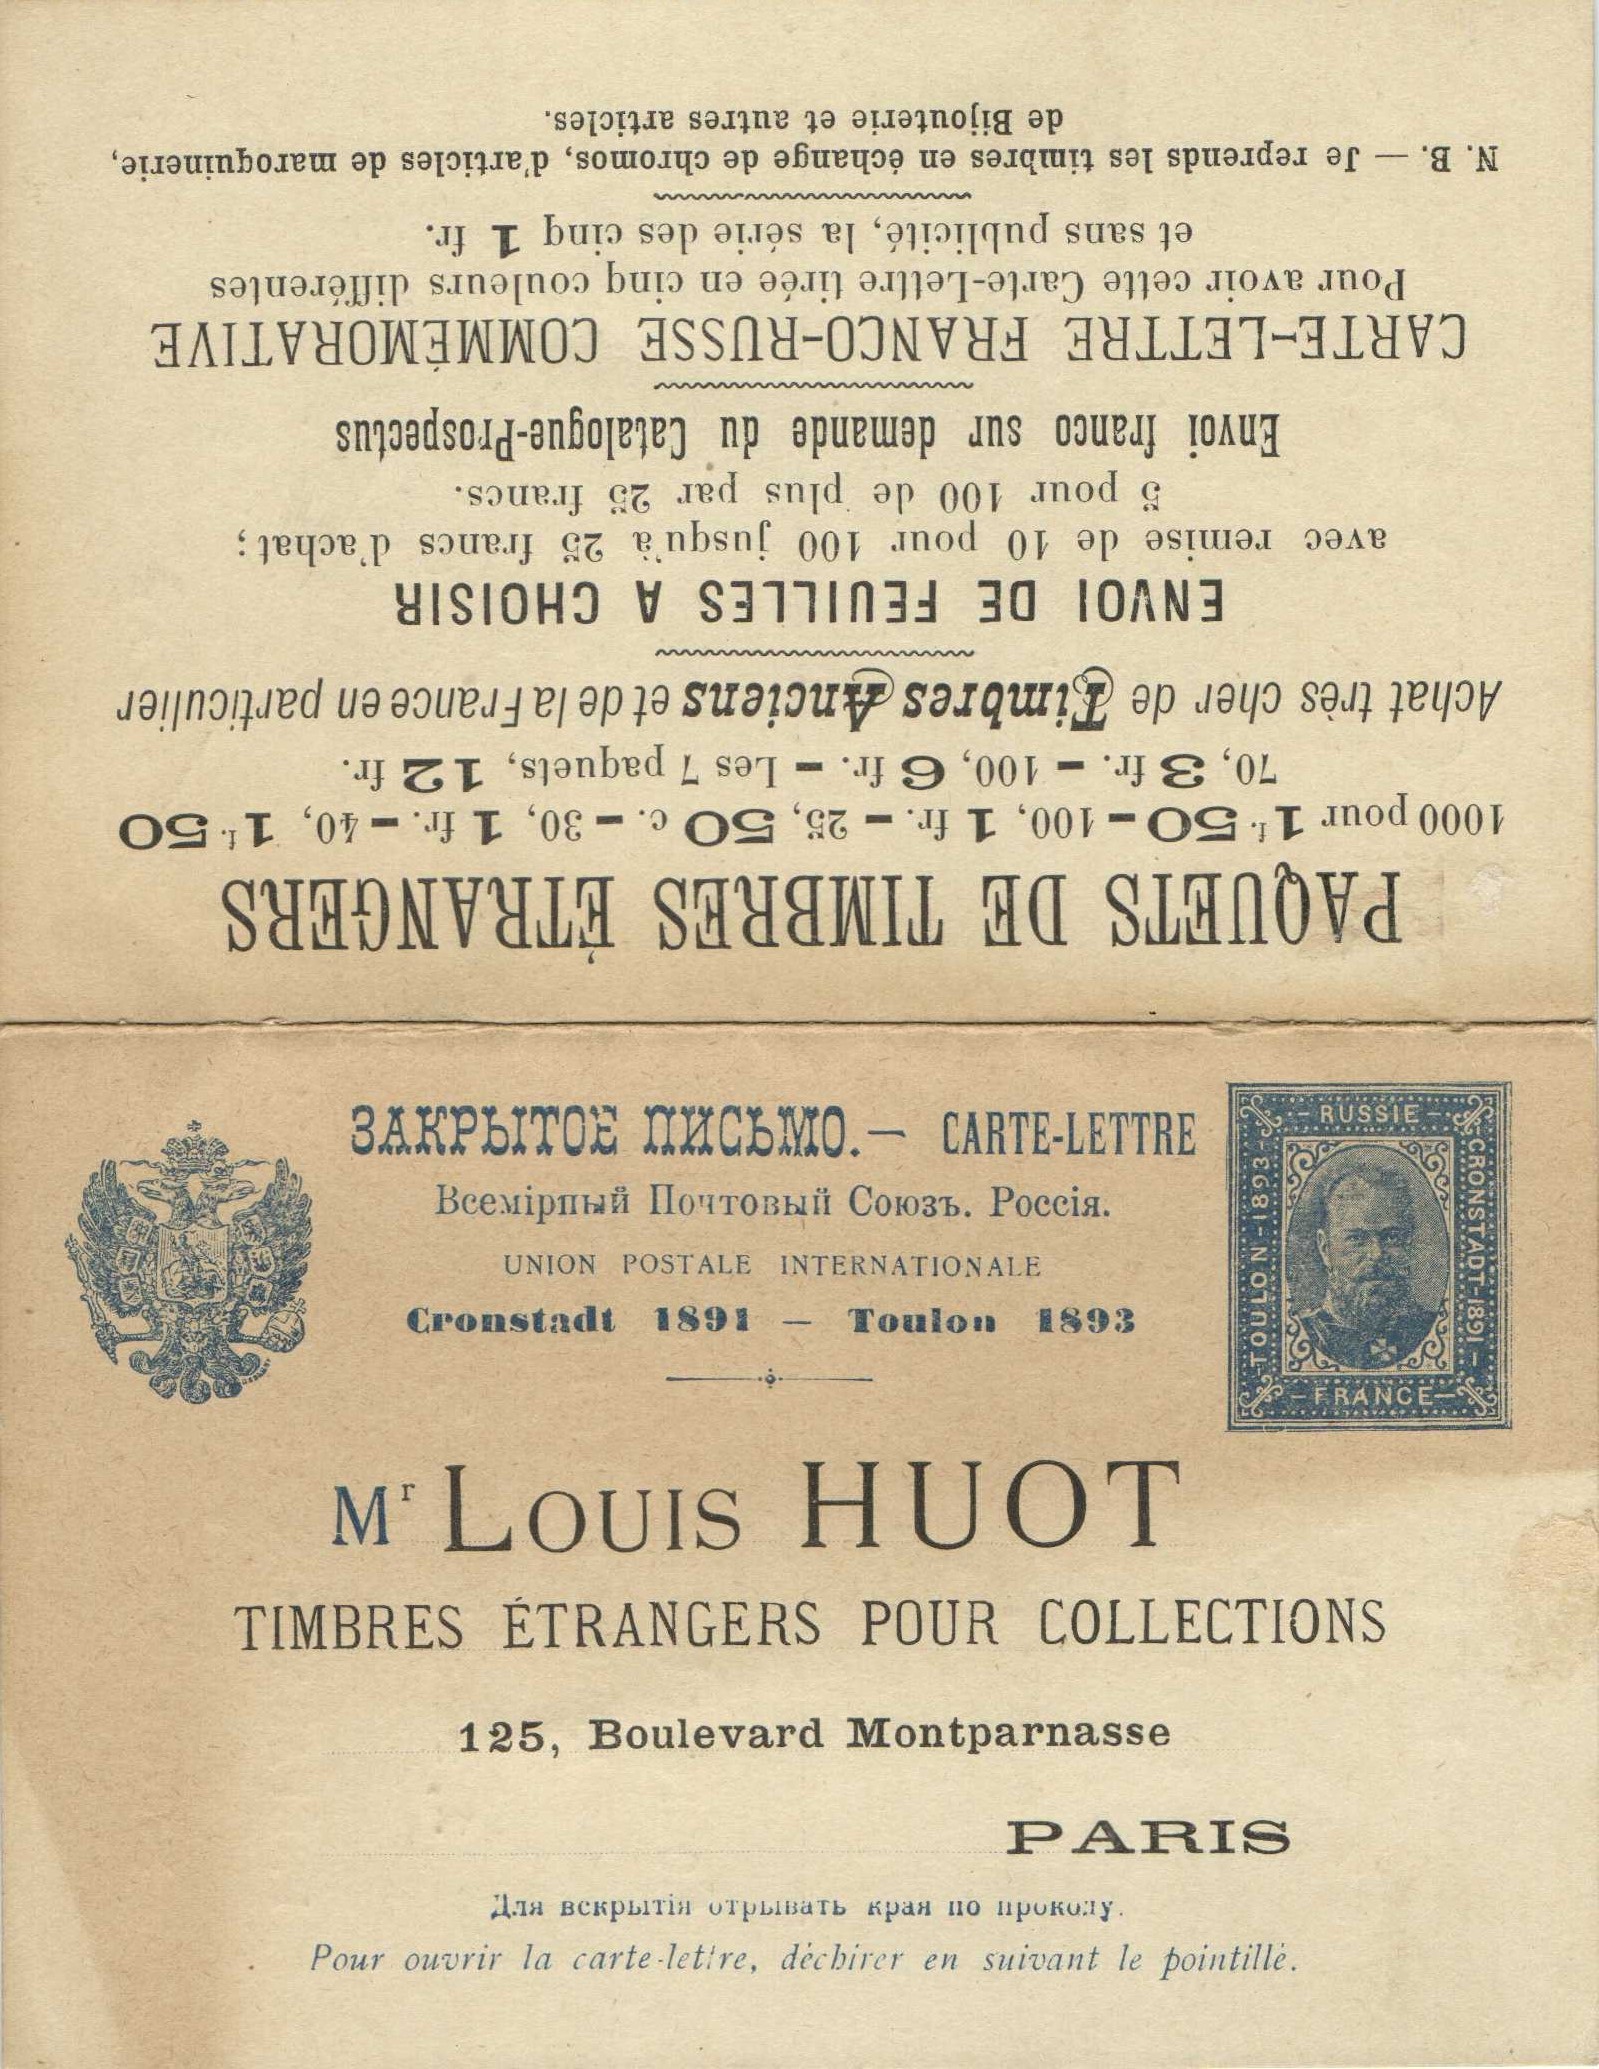 PAQUETS DE TIMBRES ÉTRANGERS
1000 pour 1 fr. 50 — 100, 1 fr. — 25, 50 c. — 30, 1 fr. — 40, 1 fr. 50
70, 3 fr. — 100, 6 fr. — Les 7 paquets, 12 fr.
Achat très cher de Timbres Anciens et de la France en particulier
ENVOI DE FEUILLES A CHOISIR
avec remise de 10 pour 100 jusqu'à 25 francs d'achat;
5 pour 100 de plus par 25 francs.
Envoi franco sur demande du Catalogue-Prospectus
CARTE-LETTRE FRANCO-RUSSE COMMÉMORATIVE
Pour avoir cette Carte-Lettre tirée en cinq couleurs différentes
et sans publicité, la série des cinq 1 fr.
N. B. — Je reprends les timbres en échange de chromos, d'articles de maroquinerie,
de Bijouterie et autres articles.
ЗАКРЫТОЕ ПИСЬМО. — CARTE-LETTRE
Всемірпый Почтовый Союзъ. Россія.
UNION POSTALE INTERNATIONALE
Cronstadt 1891 — Toulon 1893
— RUSSIE —
TOULON-1893
CRONSTADT-1891-
— FRANCE —
Mr LOUIS HUOT
TIMBRES ÉTRANGERS POUR COLLECTIONS
125, Boulevard Montparnasse
PARIS
Для вскрытія отрывать края по проколу.
Pour ouvrir la carte-lettre, déchirer en suivant le pointillé.